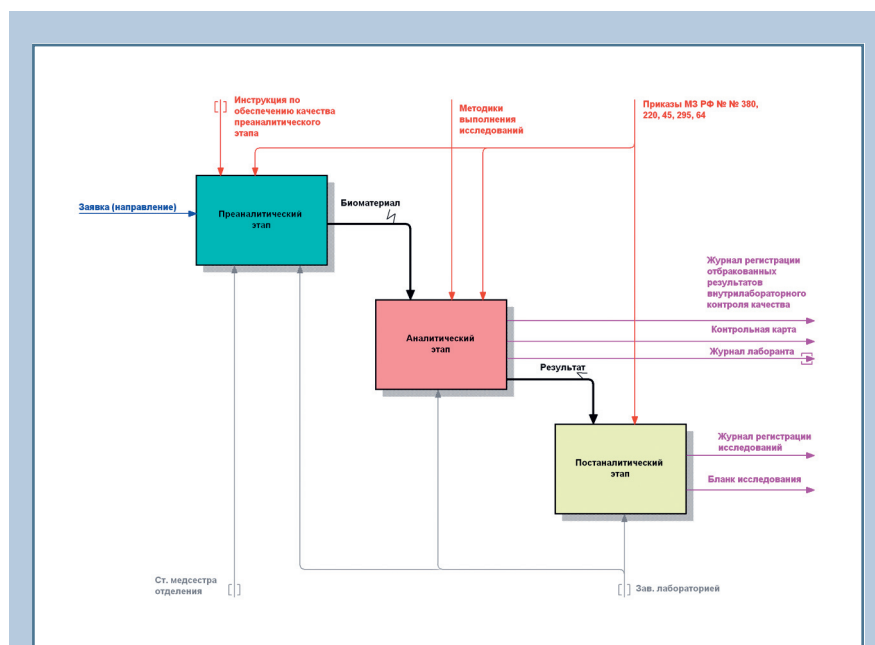 Инструкция по
обеспечению качества
преаналитического
этапа
Методики
выполнения
исследований
Приказы МЗ РФ № № 380,
220, 45, 295, 64
Заявка (направление)
Преаналитический
этап
Биоматериал
Журнал регистрации
отбракованных
результатов
внутрилабораторного
контроля качества
Контрольная карта
Журнал лаборанта
Аналитический
этап
Результат
Журнал регистрации
исследований
Бланк исследования
Постаналитический
этап
Ст. медсестра
отделения
Зав. лабораторией